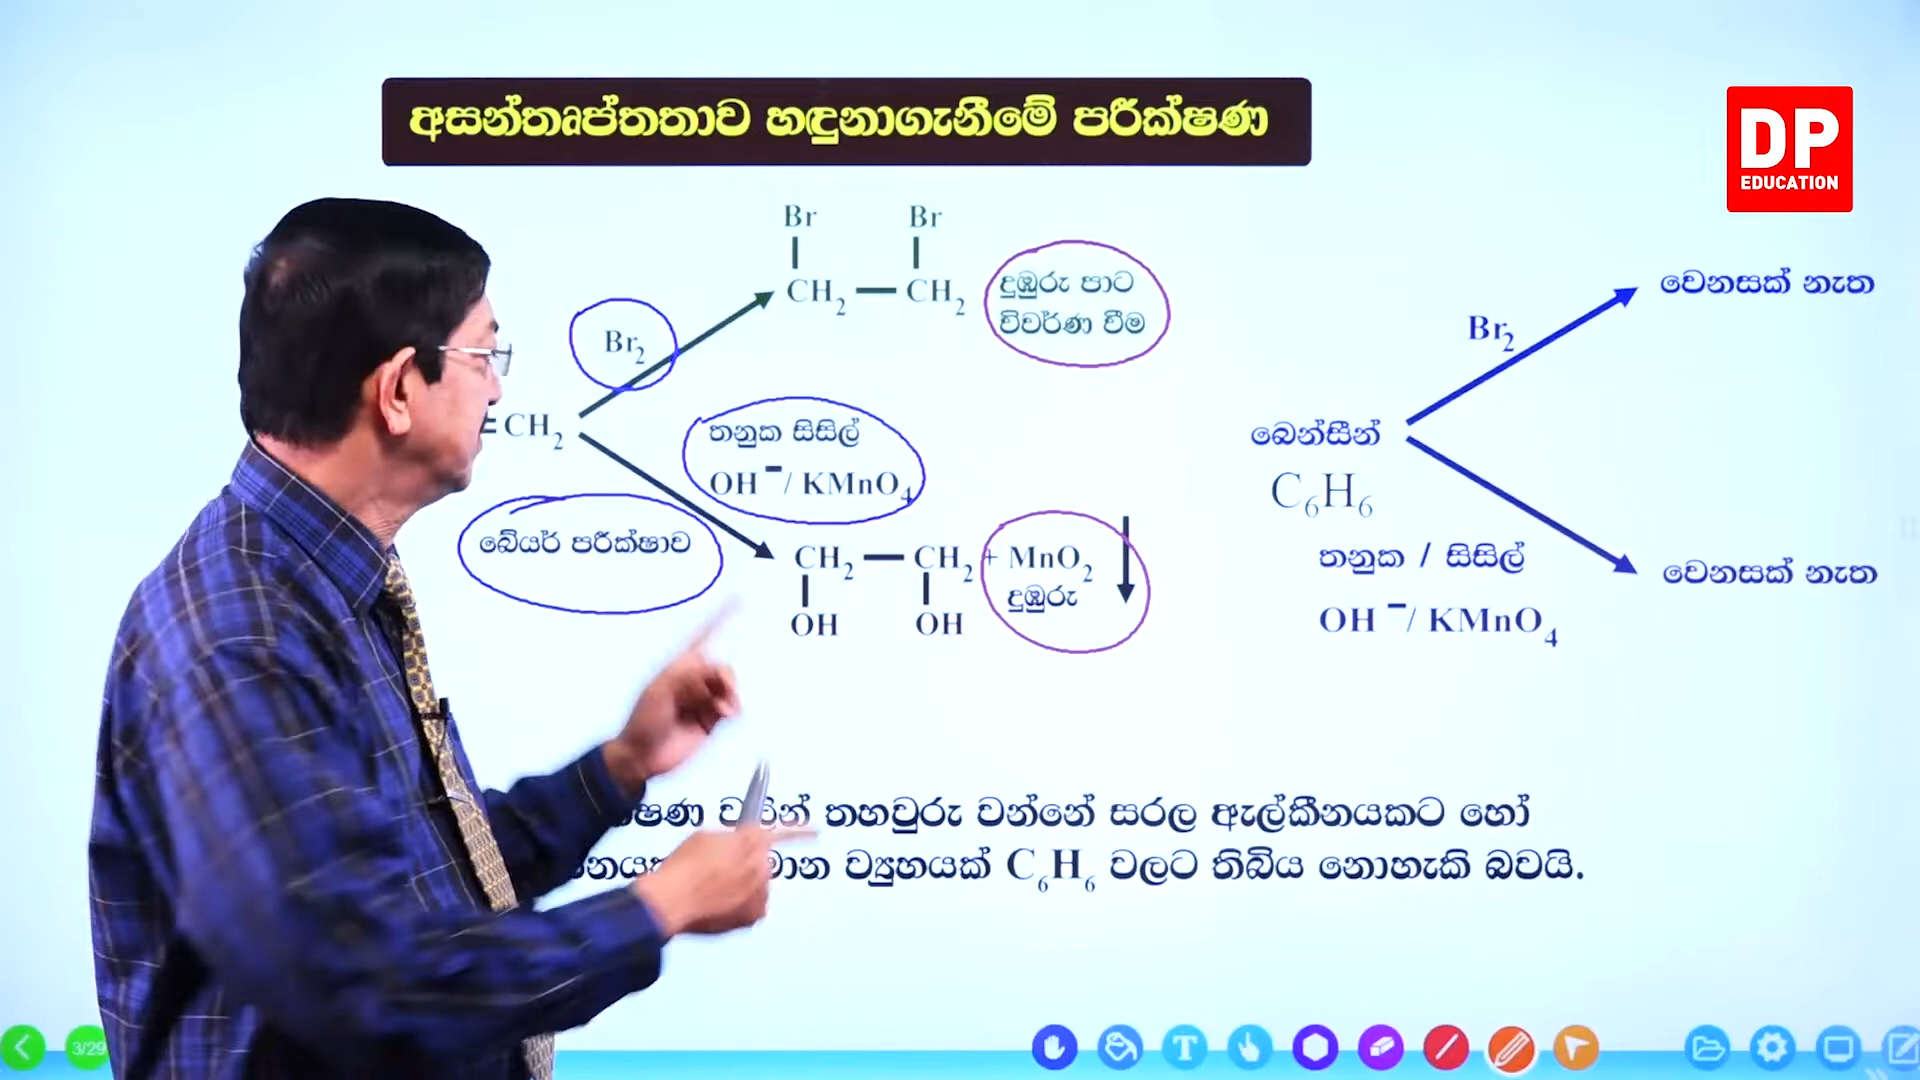 අසන්තෘප්තතාව හඳුනාගැනීමේ පරීක්ෂණ
DP
EDUCATION
Br Br
CH2 — CH2
දුඹුරු පාට
විවර්ණ වීම
Br2
=CH2
තනුක සිසිල්
OH⁻/ KMnO4
බේයර් පරීක්ෂාව
CH2 — CH2 + MnO2 ↓
දුඹුරු
OH OH
වෙනසක් නැත
Br2
බෙන්සීන්
C6H6
තනුක / සිසිල්
වෙනසක් නැත
OH⁻/ KMnO4
තහවුරු වන්නේ සරල ඇල්කීනයකට හෝ
ව්‍යුහයක් C6H6 වලට තිබිය නොහැකි බවයි.
3/29